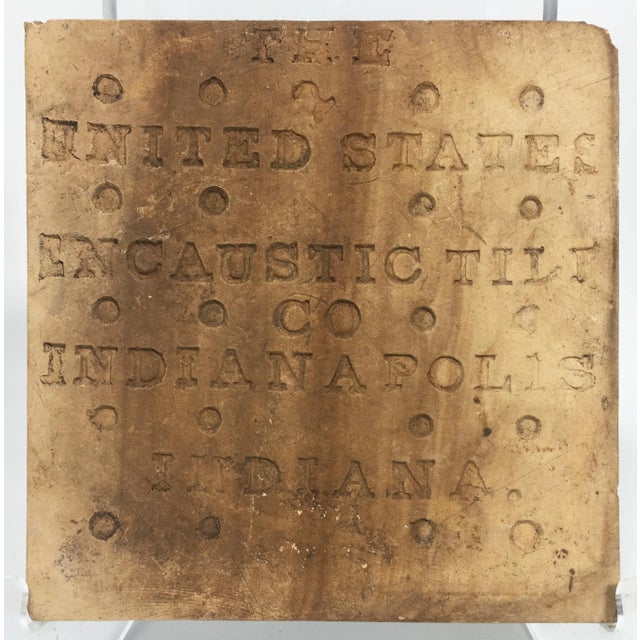 THE
UNITED STATES
ENCAUSTIC TILE
CO
INDIANAPOLIS
INDIANA.